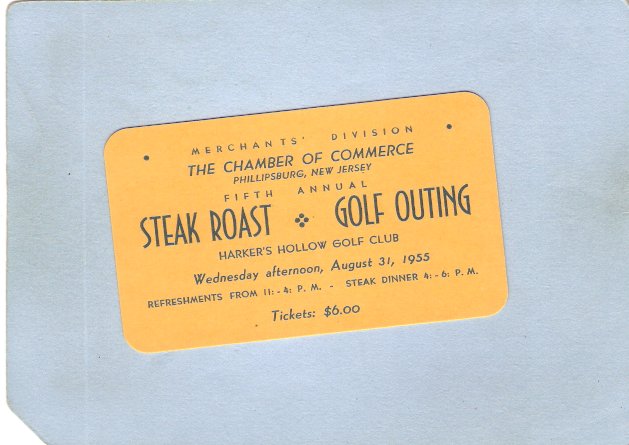 MERCHANTS' DIVISION
THE CHAMBER OF COMMERCE
PHILLIPSBURG, NEW JERSEY
FIFTH ANNUAL
STEAK ROAST GOLF OUTING
HARKER'S HOLLOW GOLF CLUB
Wednesday afternoon, August 31, 1955
REFRESHMENTS FROM 11: - 4: P. M. - STEAK DINNER 4: - 6: P. M.
Tickets: $6.00